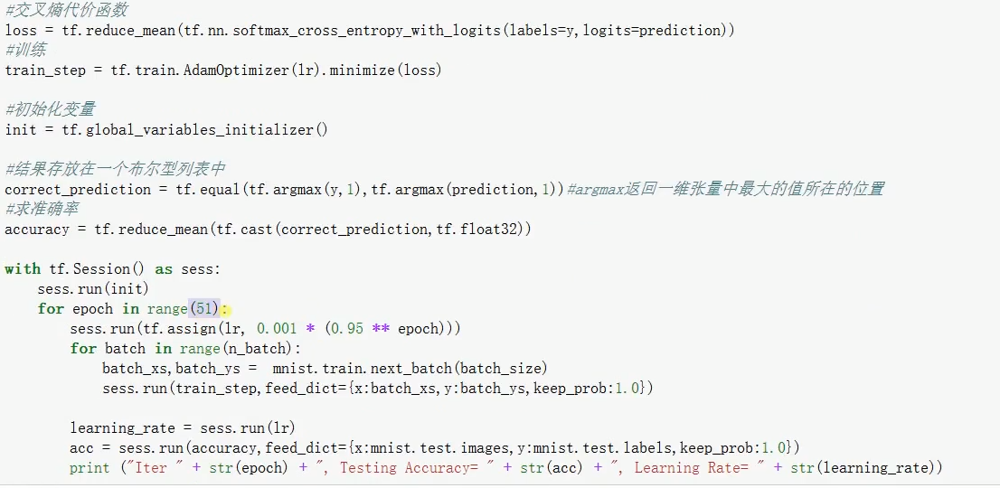 #交叉熵代价函数
loss = tf.reduce_mean(tf.nn.softmax_cross_entropy_with_logits(labels=y,logits=prediction))
#训练
train_step = tf.train.AdamOptimizer(lr).minimize(loss)
#初始化变量
init = tf.global_variables_initializer()
#结果存放在一个布尔型列表中
correct_prediction = tf.equal(tf.argmax(y,1),tf.argmax(prediction,1))#argmax返回一维张量中最大的值所在的位置
#求准确率
accuracy = tf.reduce_mean(tf.cast(correct_prediction,tf.float32))
with tf.Session() as sess:
    sess.run(init)
    for epoch in range(51):
        sess.run(tf.assign(lr, 0.001 * (0.95 ** epoch)))
        for batch in range(n_batch):
            batch_xs,batch_ys =  mnist.train.next_batch(batch_size)
            sess.run(train_step,feed_dict={x:batch_xs,y:batch_ys,keep_prob:1.0})
        learning_rate = sess.run(lr)
        acc = sess.run(accuracy,feed_dict={x:mnist.test.images,y:mnist.test.labels,keep_prob:1.0})
        print ("Iter " + str(epoch) + ", Testing Accuracy= " + str(acc) + ", Learning Rate= " + str(learning_rate))